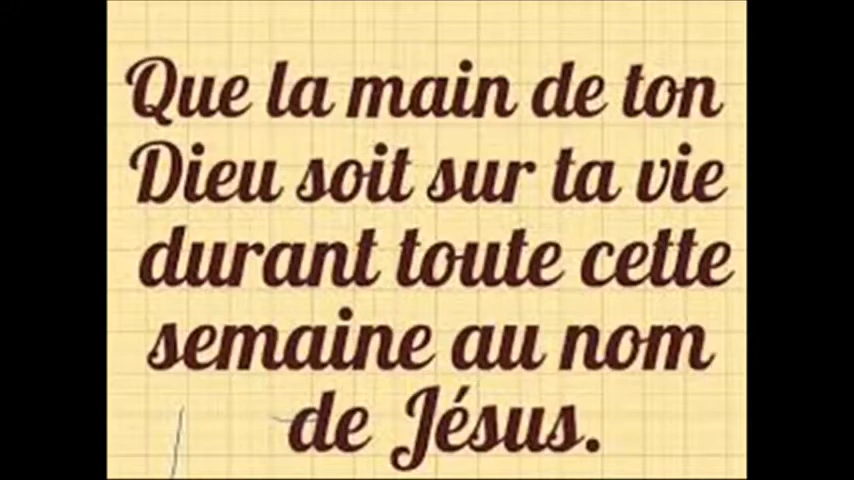 Que la main de ton
Dieu soit sur ta vie
durant toute cette
semaine au nom
de Jésus.